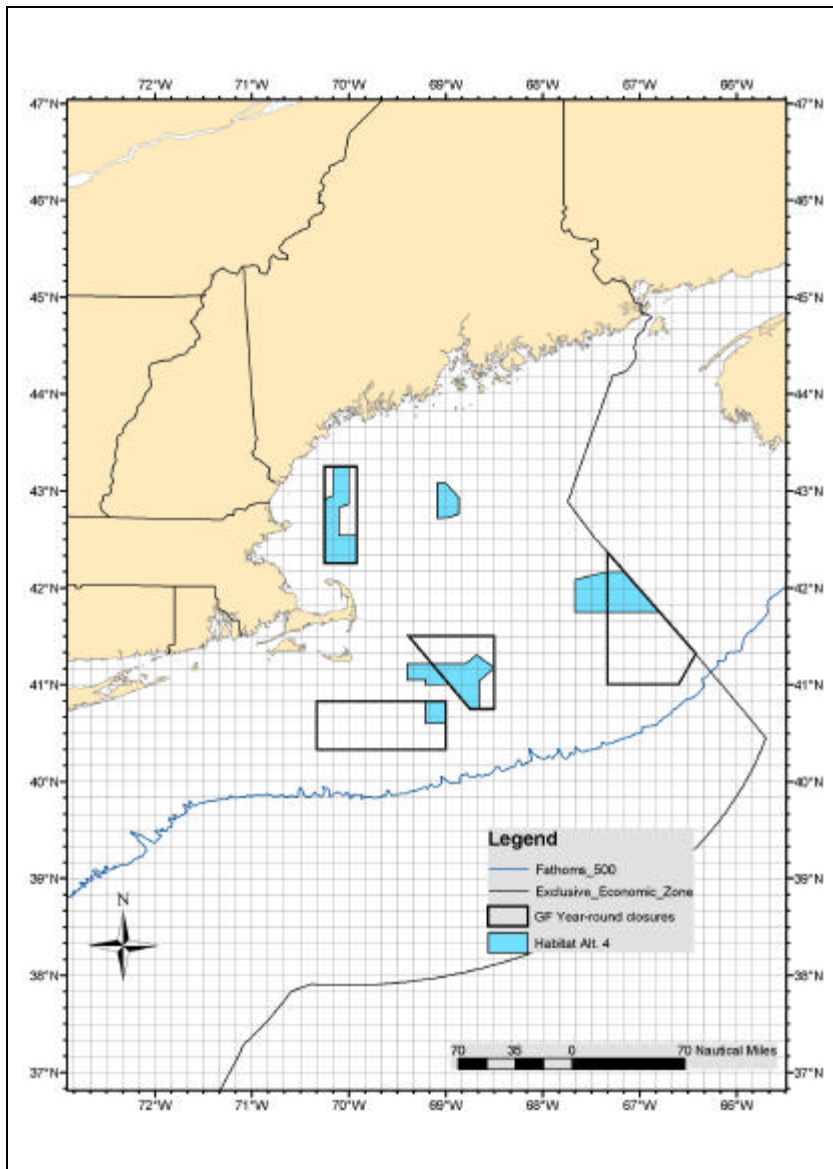 72°W 71°W 70°W 69°W 68°W 67°W 66°W
47°N 47°N
46°N 46°N
45°N 45°N
44°N 44°N
43°N 43°N
42°N 42°N
41°N 41°N
40°N 40°N
39°N 39°N
38°N 38°N
37°N 37°N
Legend
Fathoms_500
Exclusive_Economic_Zone
GF Year-round closures
Habitat Alt. 4
N
70 35 0 70 Nautical Miles
72°W 71°W 70°W 69°W 68°W 67°W 66°W